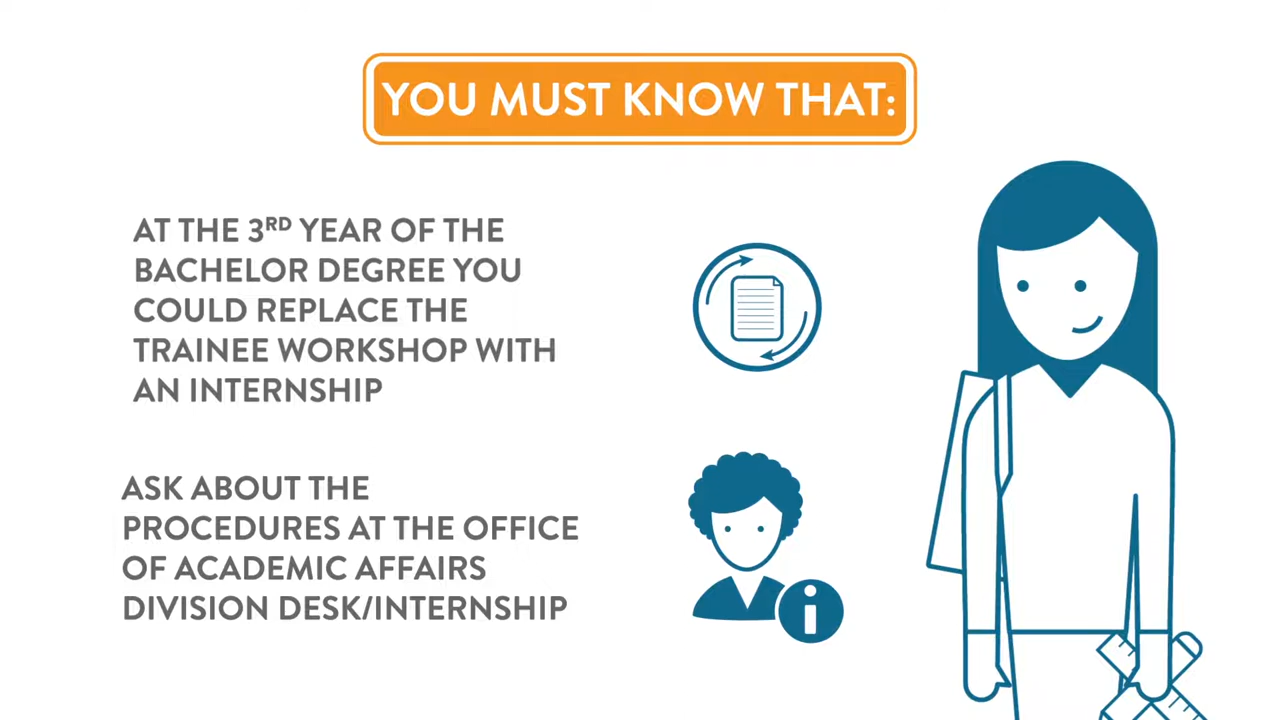 YOU MUST KNOW THAT:
AT THE 3RD YEAR OF THE
BACHELOR DEGREE YOU
COULD REPLACE THE
TRAINEE WORKSHOP WITH
AN INTERNSHIP
ASK ABOUT THE
PROCEDURES AT THE OFFICE
OF ACADEMIC AFFAIRS
DIVISION DESK/INTERNSHIP
i